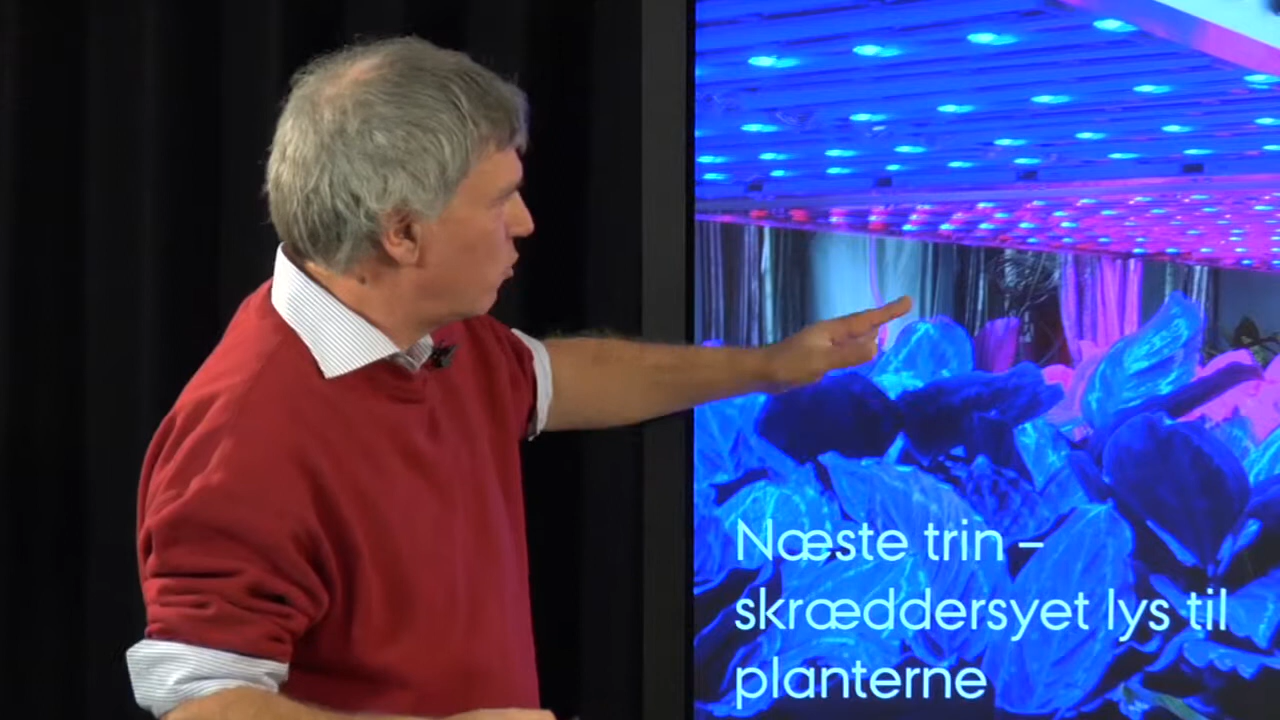 Næste trin –
skræddersyet lys til
planterne